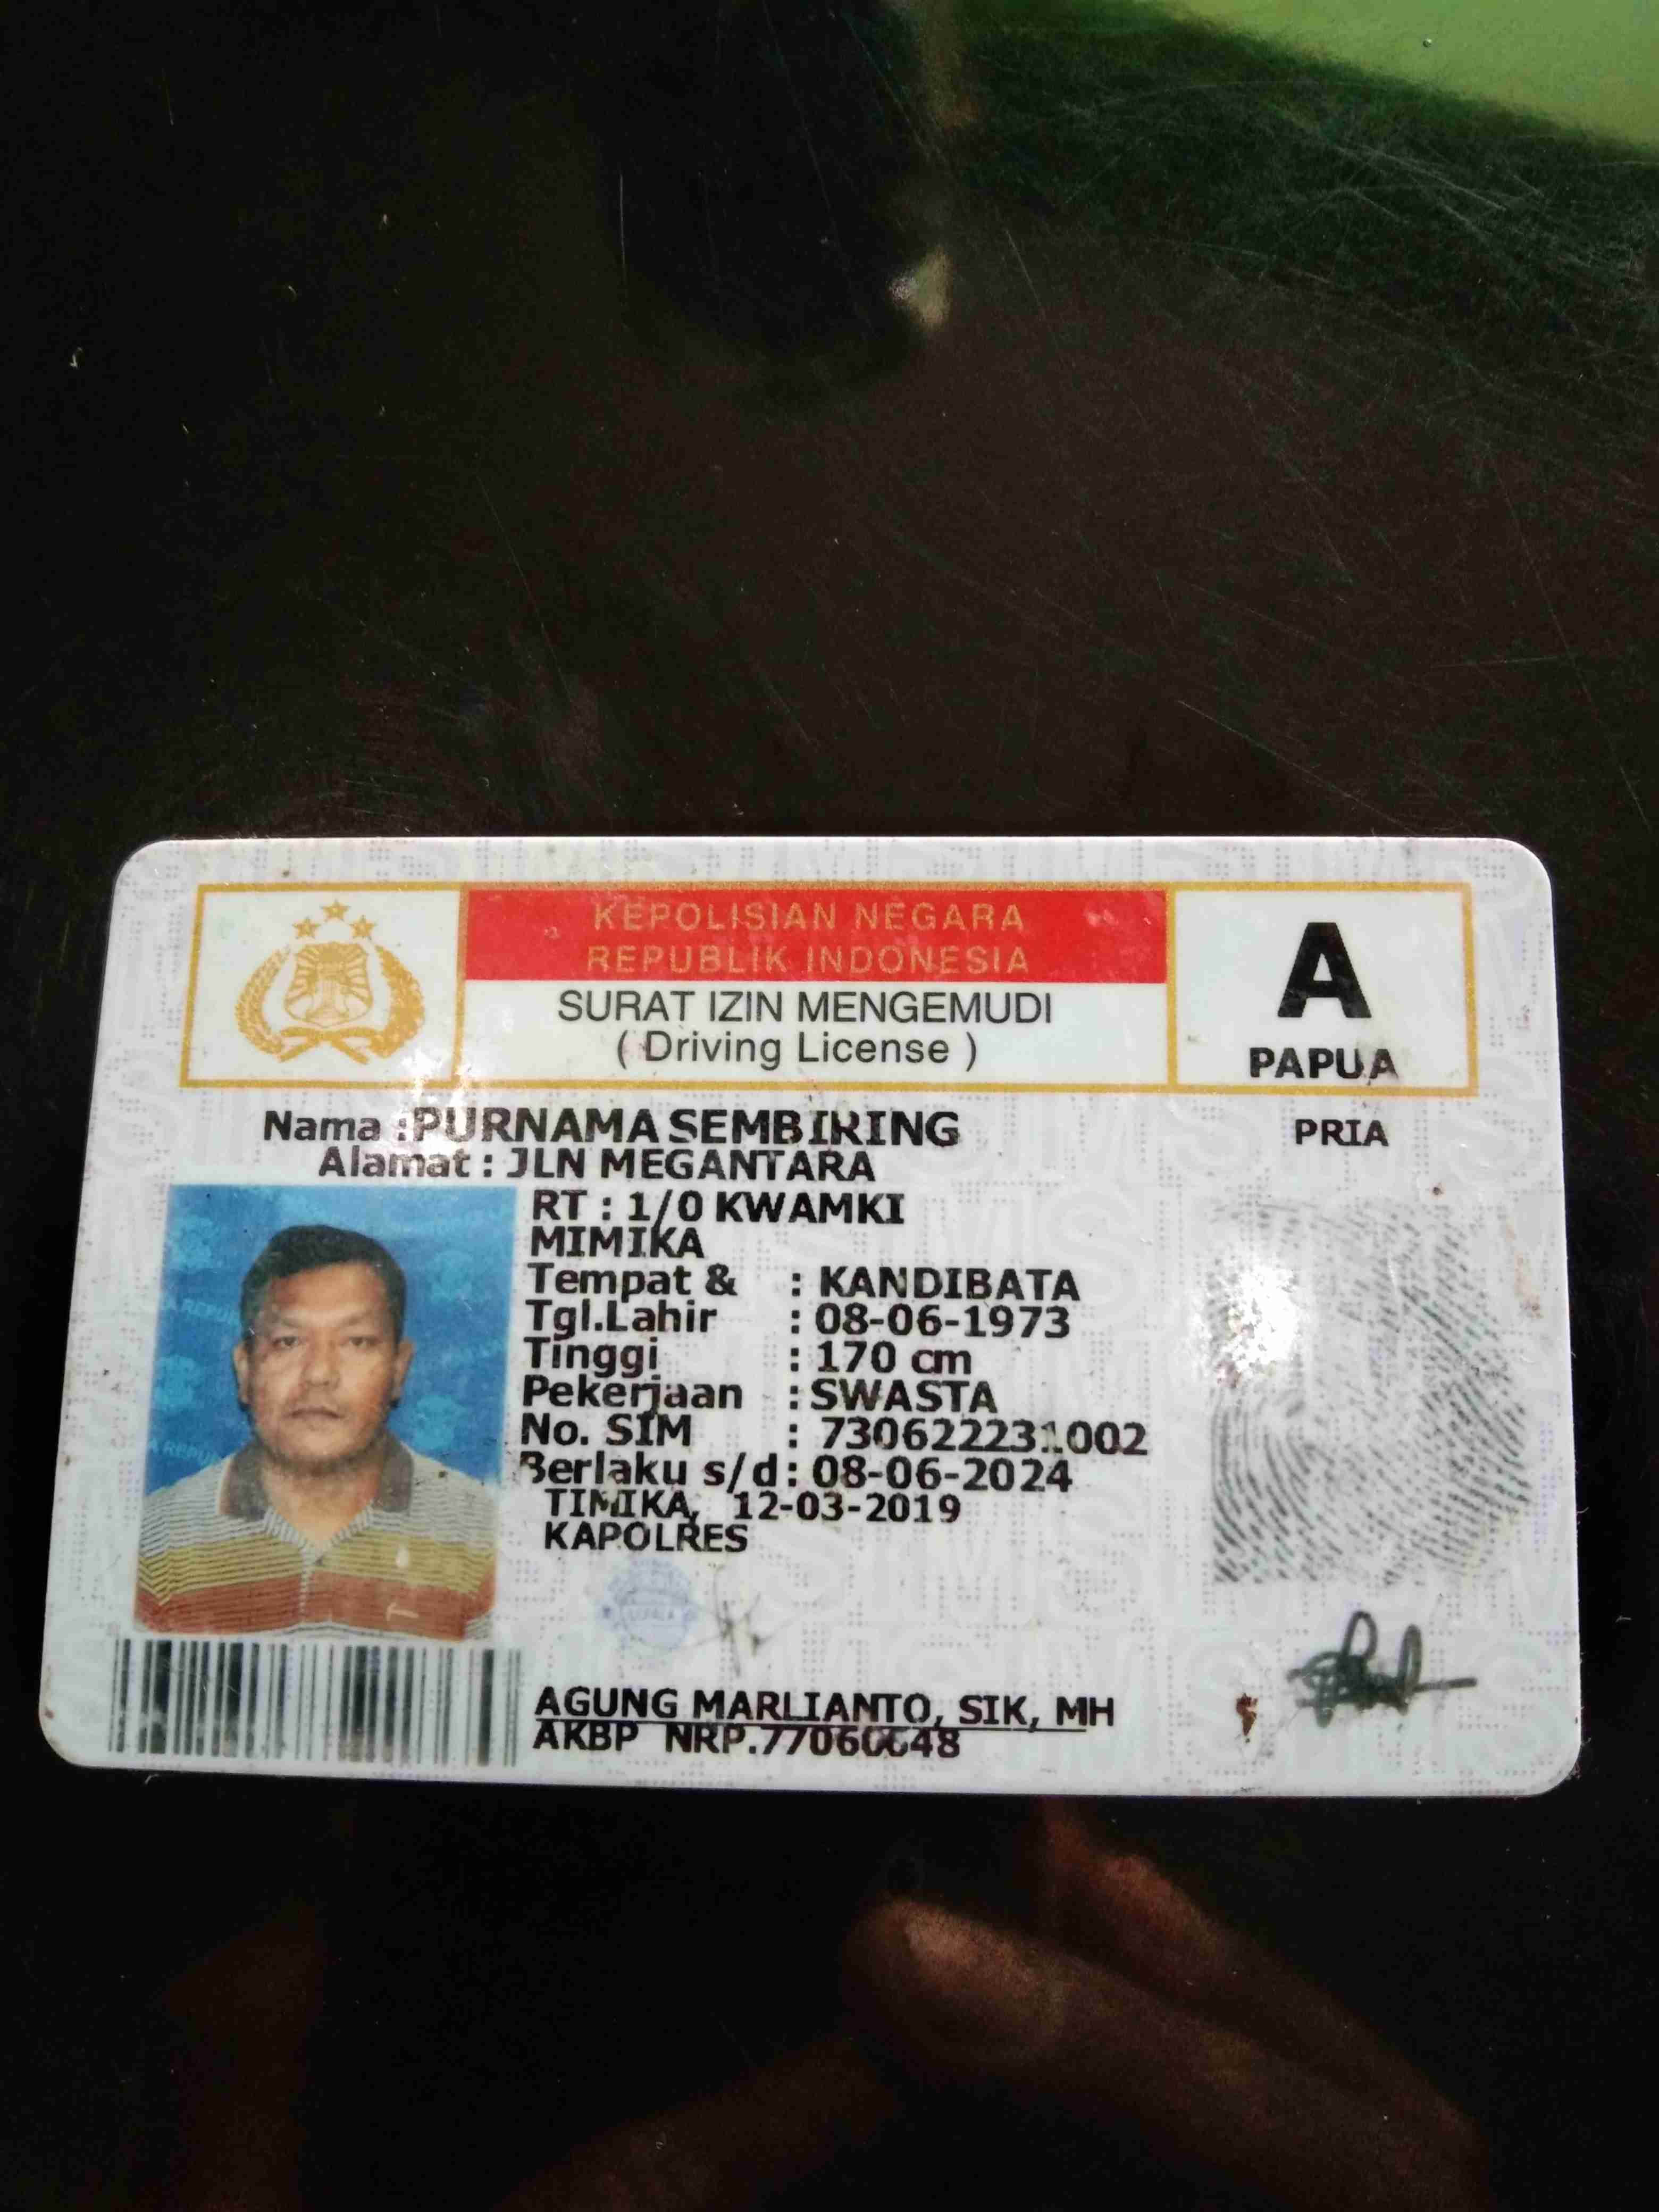 KEPOLISIAN NEGARA
REPUBLIK INDONESIA
SURAT IZIN MENGEMUDI
( Driving License )
A
PAPUA
Nama : PURNAMA SEMBIRING
PRIA
Alamat : JLN MEGANTARA
RT : 1/0 KWAMKI
MIMIKA
Tempat & : KANDIBATA
Tgl.Lahir : 08-06-1973
Tinggi : 170 cm
Pekerjaan : SWASTA
No. SIM : 730622231002
Berlaku s/d : 08-06-2024
TIMIKA, 12-03-2019
KAPOLRES
AGUNG MARLIANTO, SIK, MH
AKBP NRP.